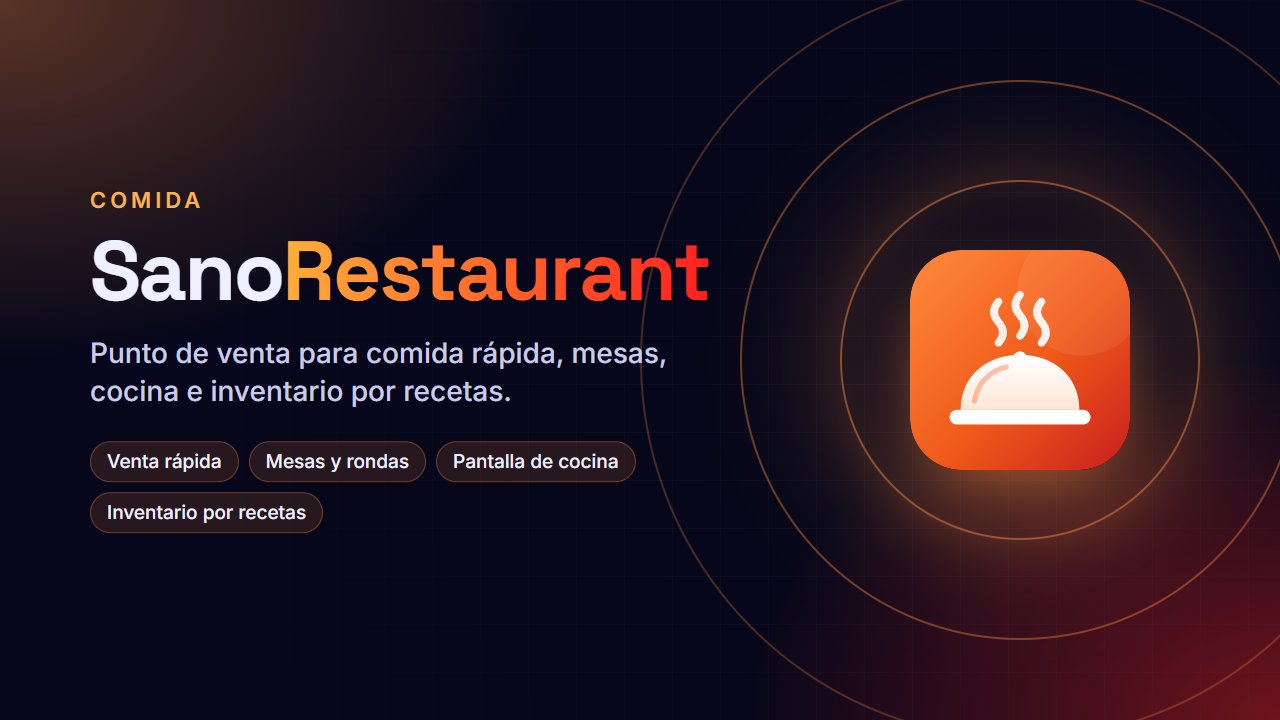 COMIDA
SanoRestaurant
Punto de venta para comida rápida, mesas,
cocina e inventario por recetas.
Venta rápida
Mesas y rondas
Pantalla de cocina
Inventario por recetas